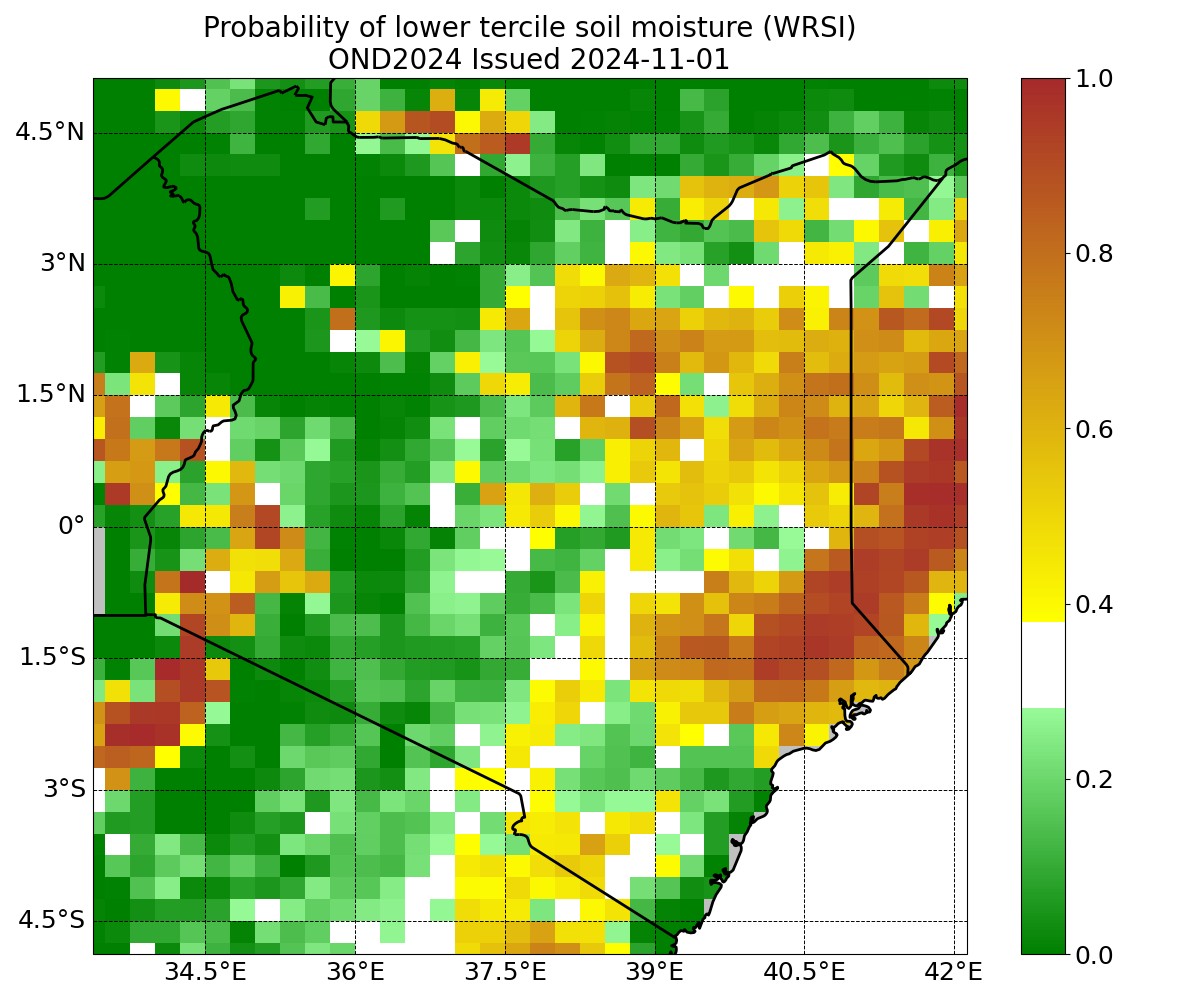 Probability of lower tercile soil moisture (WRSI)
OND2024 Issued 2024-11-01
4.5°N
3°N
1.5°N
0°
1.5°S
3°S
4.5°S
34.5°E
36°E
37.5°E
39°E
40.5°E
42°E
1.0
0.8
0.6
0.4
0.2
0.0